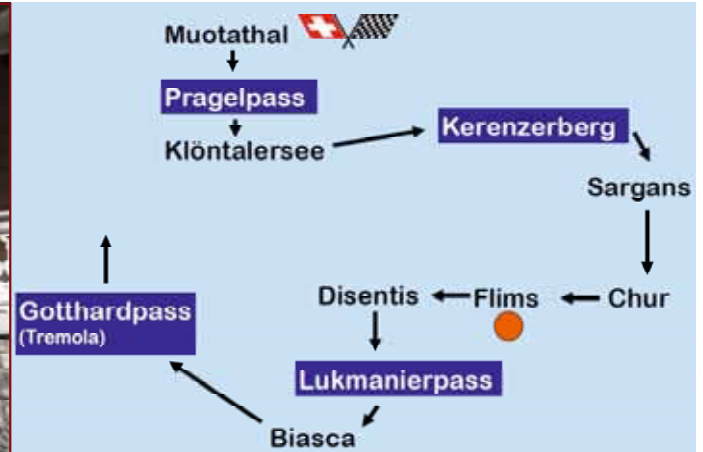 Muotathal
Pragelpass
Klöntalersee
Kerenzerberg
Sargans
Chur
Flims
Disentis
Lukmanierpass
Biasca
Gotthardpass
(Tremola)